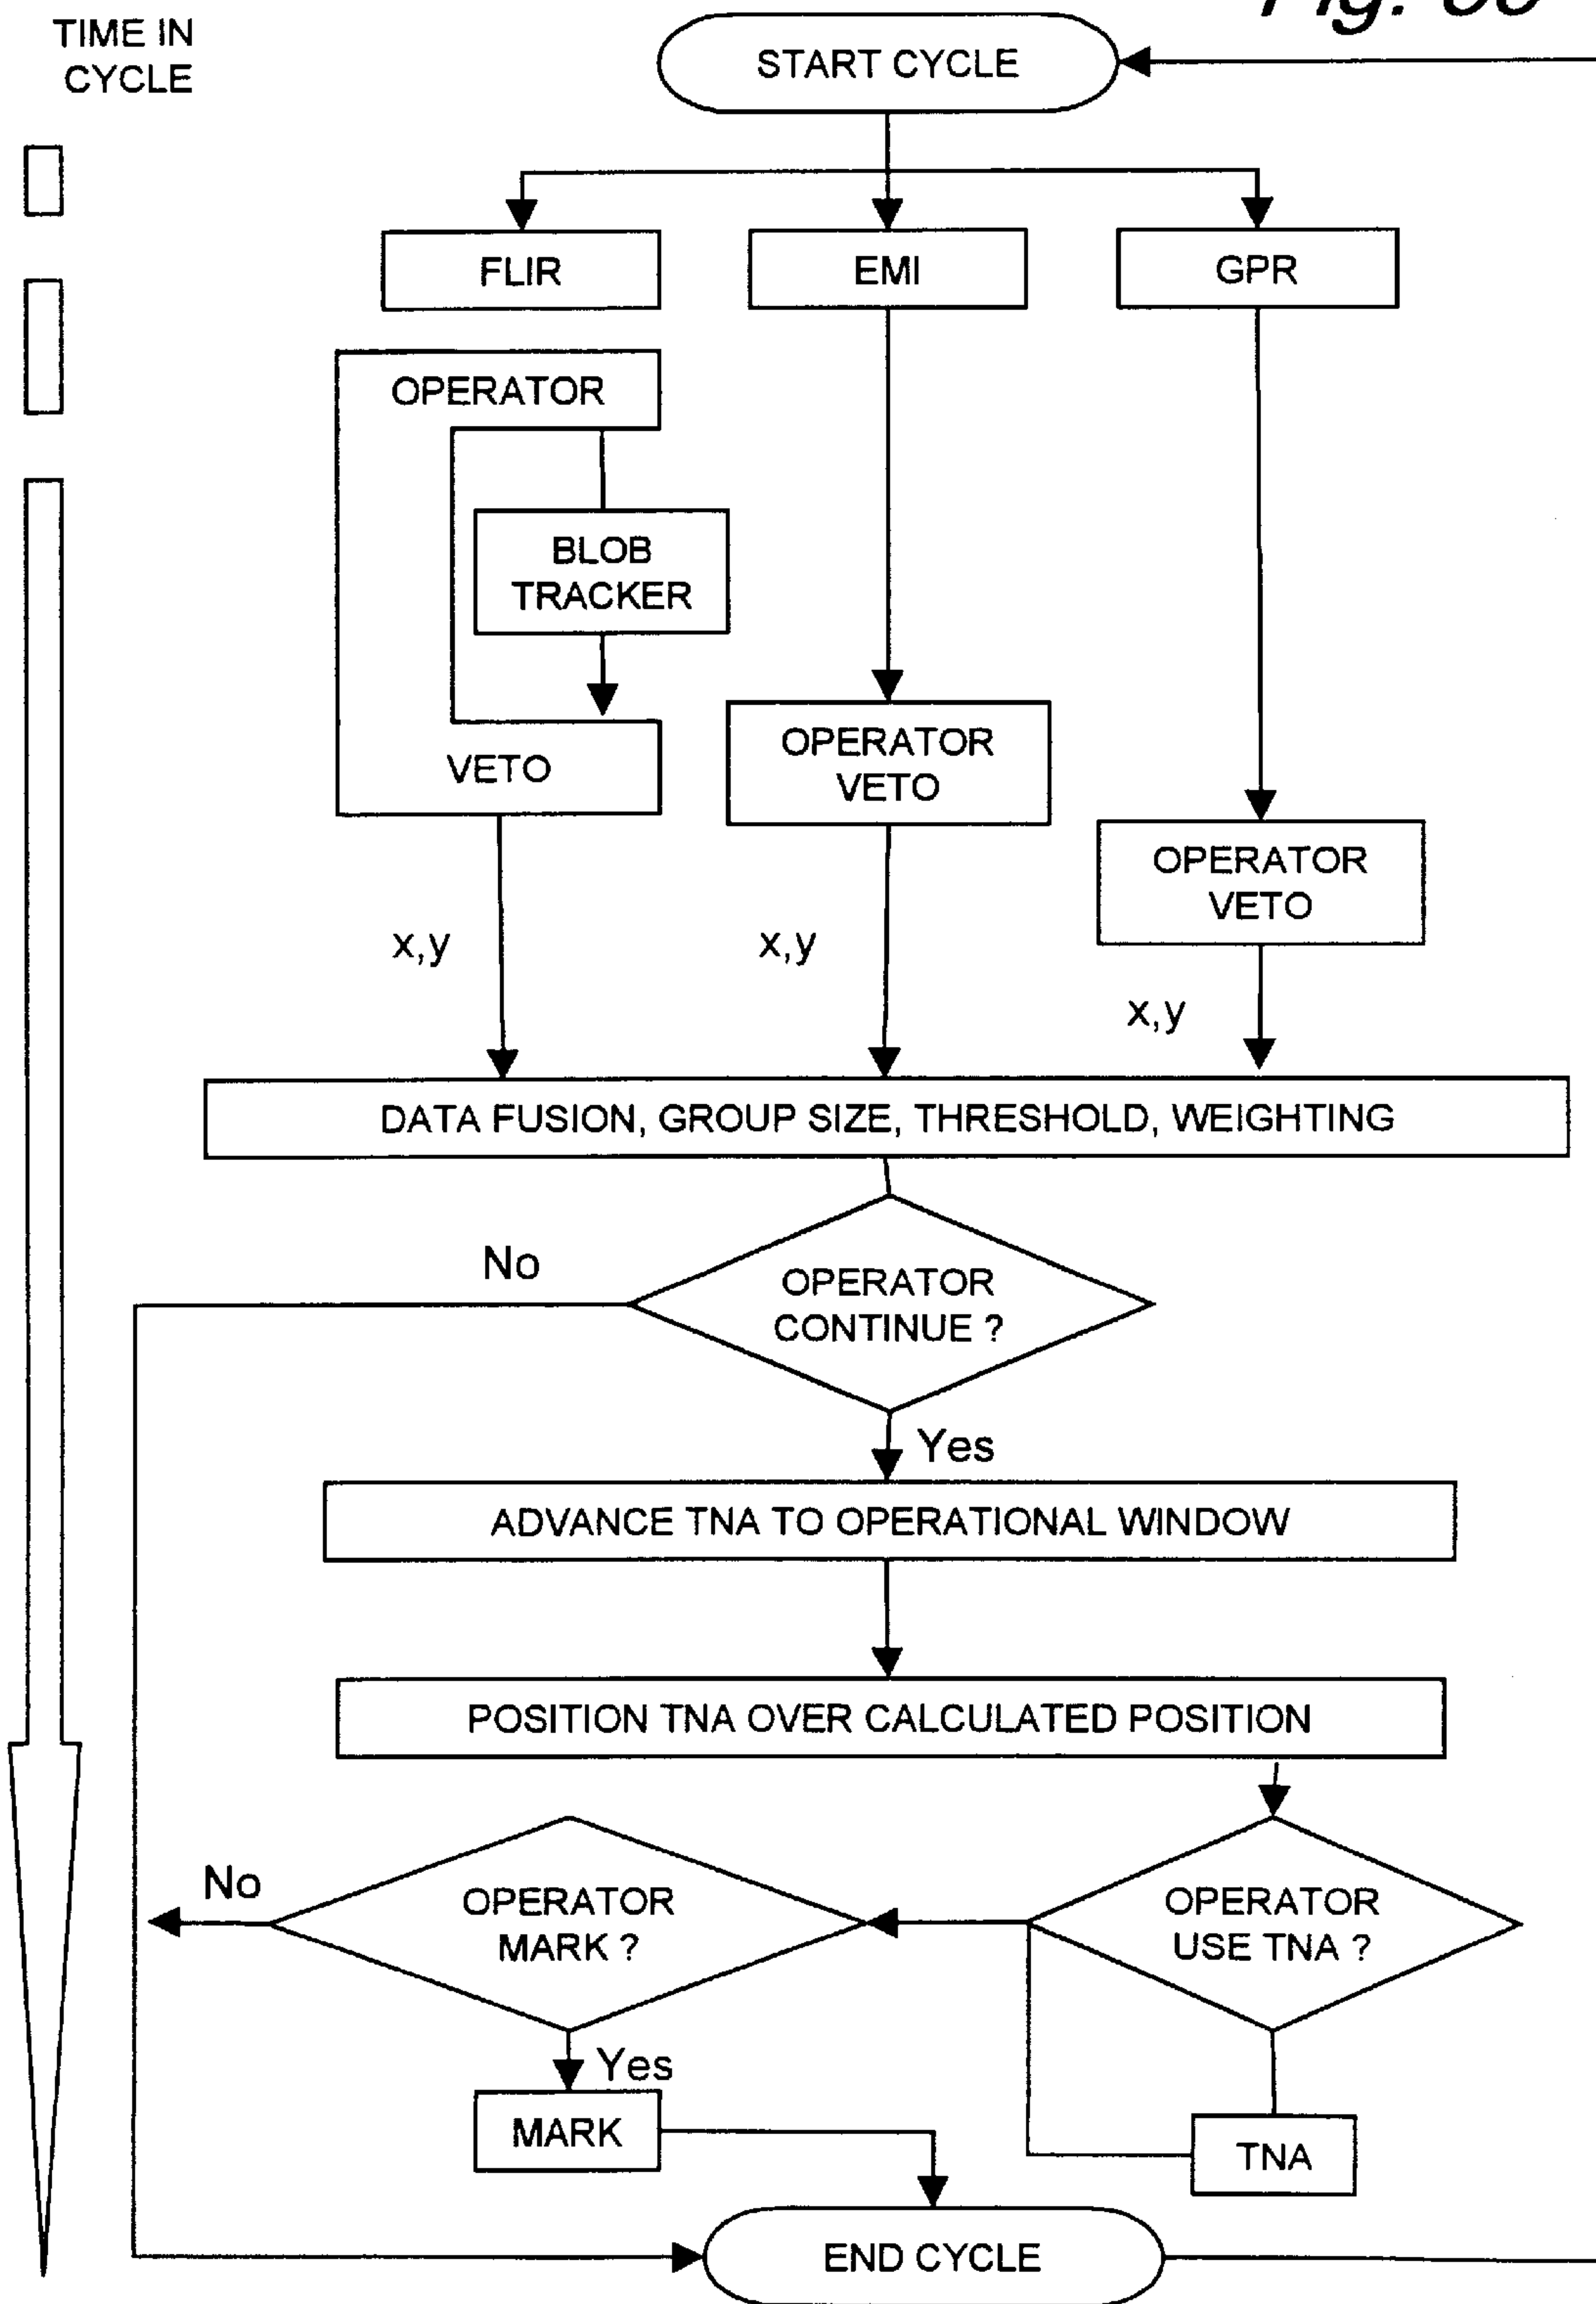 TIME IN
CYCLE
START CYCLE
FLIR
EMI
GPR
OPERATOR
BLOB
TRACKER
VETO
OPERATOR
VETO
OPERATOR
VETO
x,y
x,y
x,y
DATA FUSION, GROUP SIZE, THRESHOLD, WEIGHTING
No
OPERATOR
CONTINUE ?
Yes
ADVANCE TNA TO OPERATIONAL WINDOW
POSITION TNA OVER CALCULATED POSITION
No
OPERATOR
MARK ?
OPERATOR
USE TNA ?
Yes
MARK
TNA
END CYCLE